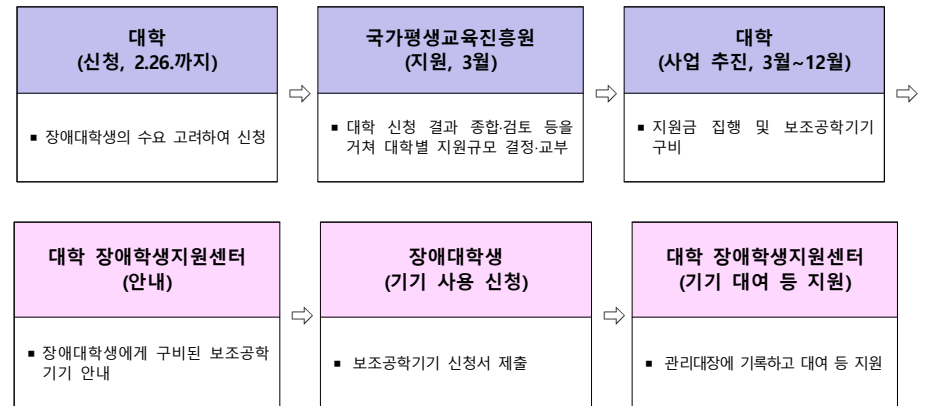 대학
(신청, 2.26.까지)
▪ 장애대학생의 수요 고려하여 신청
⇨
국가평생교육진흥원
(지원, 3월)
▪ 대학 신청 결과 종합·검토 등을
거쳐 대학별 지원규모 결정·교부
⇨
대학
(사업 추진, 3월~12월)
▪ 지원금 집행 및 보조공학기기
구비
⇨
대학 장애학생지원센터
(안내)
▪ 장애대학생에게 구비된 보조공학
기기 안내
⇨
장애대학생
(기기 사용 신청)
▪ 보조공학기기 신청서 제출
⇨
대학 장애학생지원센터
(기기 대여 등 지원)
▪ 관리대장에 기록하고 대여 등 지원